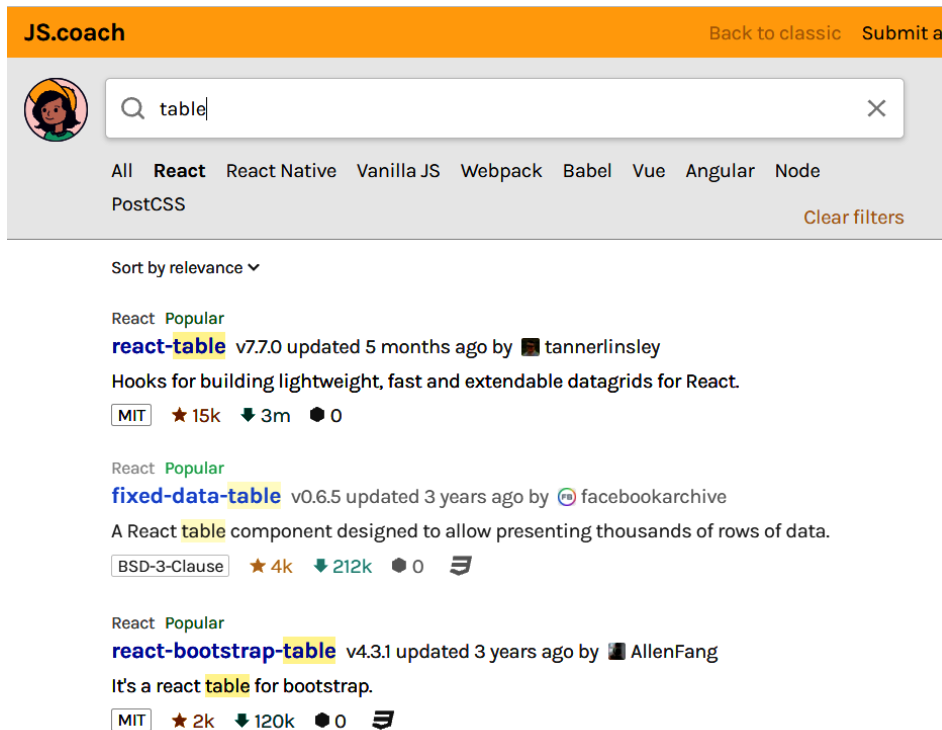 JS.coach Back to classic Submit a
table
All React React Native Vanilla JS Webpack Babel Vue Angular Node
PostCSS
Clear filters
Sort by relevance
React Popular
react-table v7.7.0 updated 5 months ago by tannerlinsley
Hooks for building lightweight, fast and extendable datagrids for React.
MIT 15k 3m 0
React Popular
fixed-data-table v0.6.5 updated 3 years ago by FB facebookarchive
A React table component designed to allow presenting thousands of rows of data.
BSD-3-Clause 4k 212k 0
React Popular
react-bootstrap-table v4.3.1 updated 3 years ago by AllenFang
It's a react table for bootstrap.
MIT 2k 120k 0